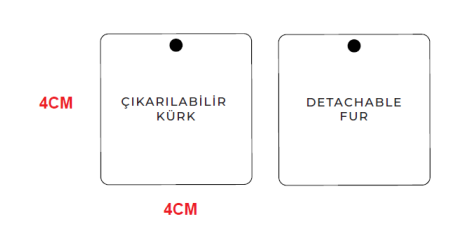 4CM
ÇIKARILABİLİR
KÜRK
DETACHABLE
FUR
4CM